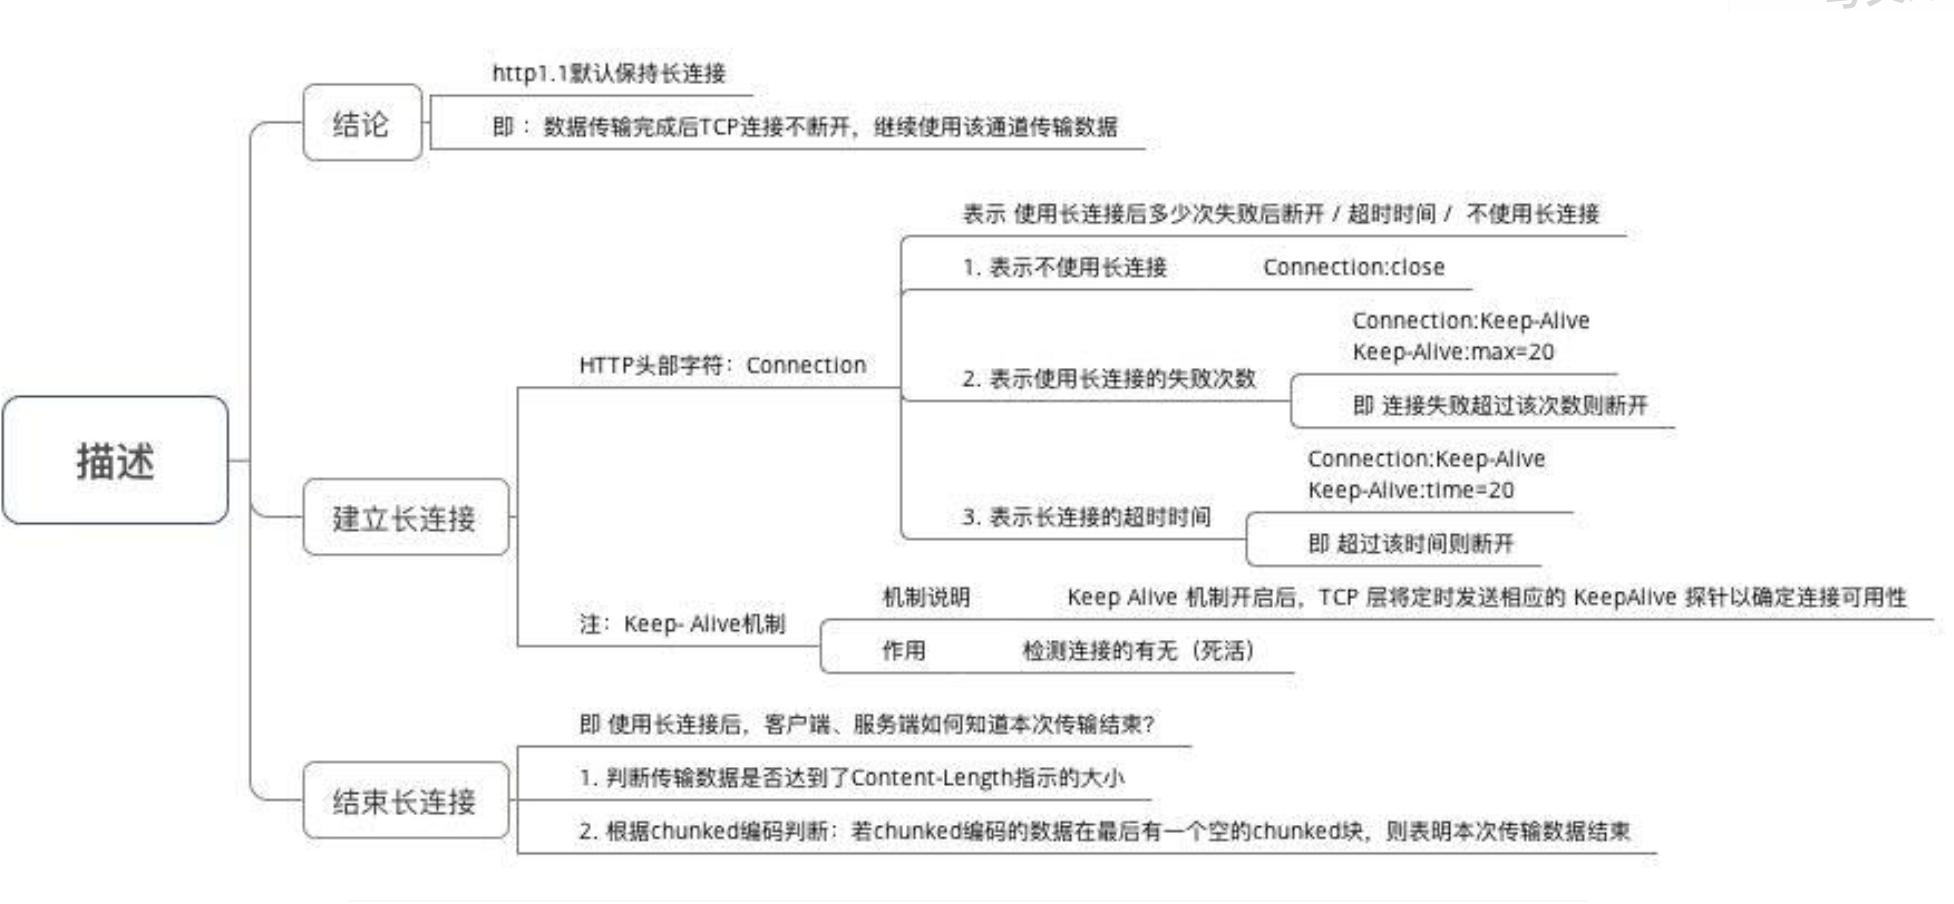 http1.1默认保持长连接
结论
即： 数据传输完成后TCP连接不断开，继续使用该通道传输数据
表示 使用长连接后多少次失败后断开 / 超时时间 / 不使用长连接
1. 表示不使用长连接 Connection:close
Connection:Keep-Alive
Keep-Alive:max=20
HTTP头部字符：Connection
2. 表示使用长连接的失败次数
即 连接失败超过该次数则断开
描述
Connection:Keep-Alive
Keep-Alive:time=20
建立长连接
3. 表示长连接的超时时间
即 超过该时间则断开
机制说明 Keep Alive 机制开启后，TCP 层将定时发送相应的 KeepAlive 探针以确定连接可用性
注：Keep- Alive机制
作用 检测连接的有无（死活）
即 使用长连接后，客户端、服务端如何知道本次传输结束？
1. 判断传输数据是否达到了Content-Length指示的大小
结束长连接
2. 根据chunked编码判断：若chunked编码的数据在最后有一个空的chunked块，则表明本次传输数据结束